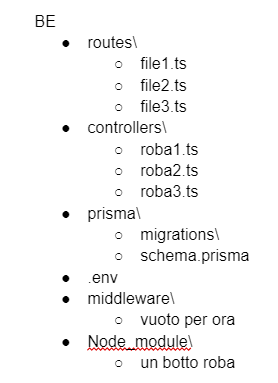 BE
● routes\
○ file1.ts
○ file2.ts
○ file3.ts
● controllers\
○ roba1.ts
○ roba2.ts
○ roba3.ts
● prisma\
○ migrations\
○ schema.prisma
● .env
● middleware\
○ vuoto per ora
● Node_module\
○ un botto roba